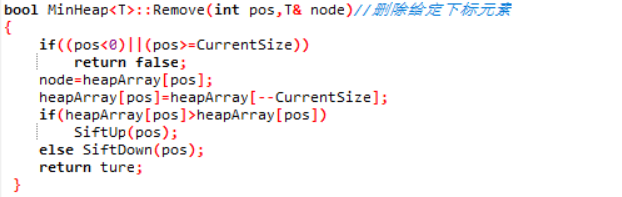 bool MinHeap<T>::Remove(int pos,T& node)//删除给定下标元素
{
    if((pos<0)||(pos>=CurrentSize))
        return false;
    node=heapArray[pos];
    heapArray[pos]=heapArray[--CurrentSize];
    if(heapArray[pos]>heapArray[pos])
        SiftUp(pos);
    else SiftDown(pos);
    return ture;
}